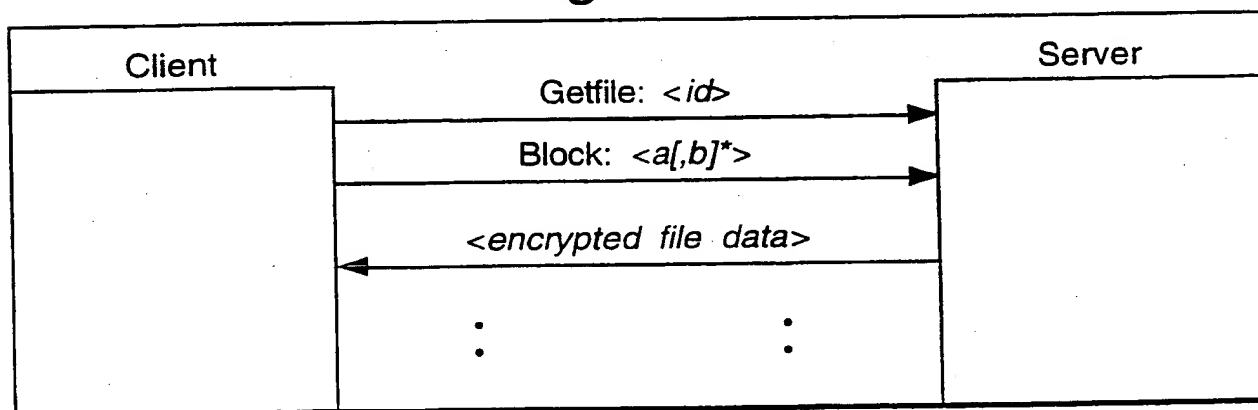 Client
Server
Getfile: <id>
Block: <a[,b]*>
<encrypted file data>